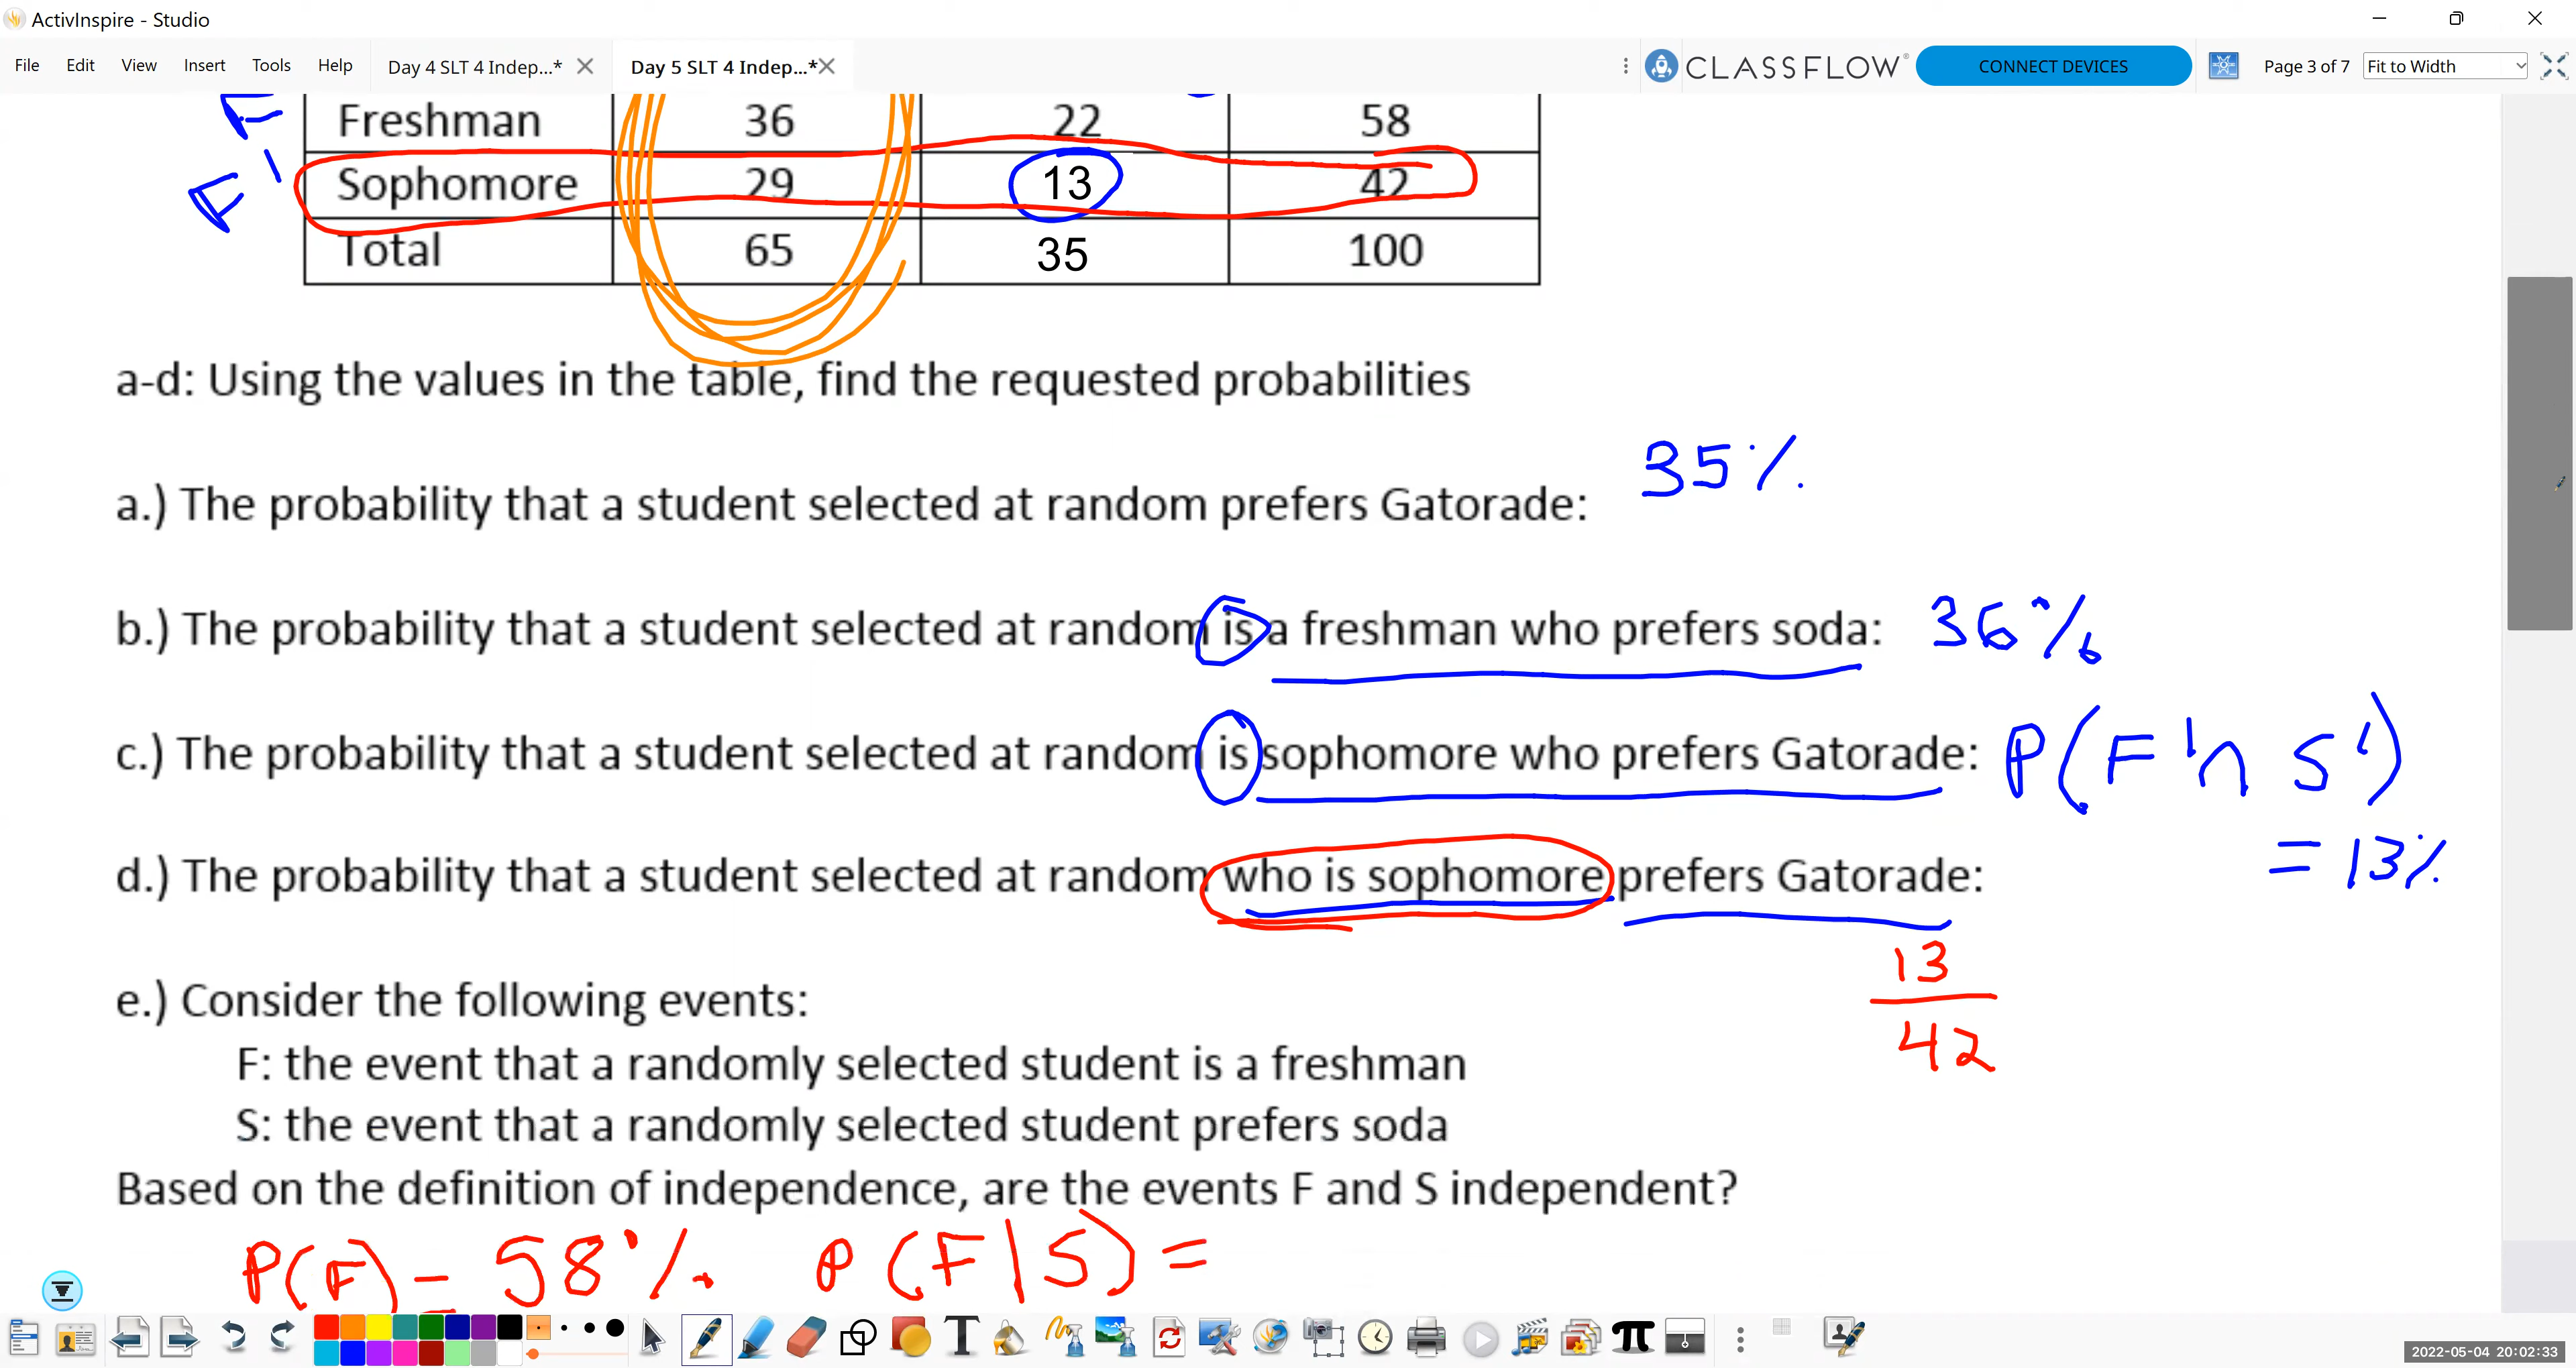 ActivInspire - Studio
File Edit View Insert Tools Help Day 4 SLT 4 Indep...* Day 5 SLT 4 Indep...* CLASSFLOW CONNECT DEVICES Page 3 of 7 Fit to Width
F Freshman 36 22 58
F' Sophomore 29 13 42
Total 65 35 100
a-d: Using the values in the table, find the requested probabilities
a.) The probability that a student selected at random prefers Gatorade: 35%
b.) The probability that a student selected at random is a freshman who prefers soda: 36%
c.) The probability that a student selected at random is sophomore who prefers Gatorade: P(F'∩ S')
= 13%
d.) The probability that a student selected at random who is sophomore prefers Gatorade:
13
42
e.) Consider the following events:
F: the event that a randomly selected student is a freshman
S: the event that a randomly selected student prefers soda
Based on the definition of independence, are the events F and S independent?
P(F) = 58% P(F|S) =
2022-05-04 20:02:33